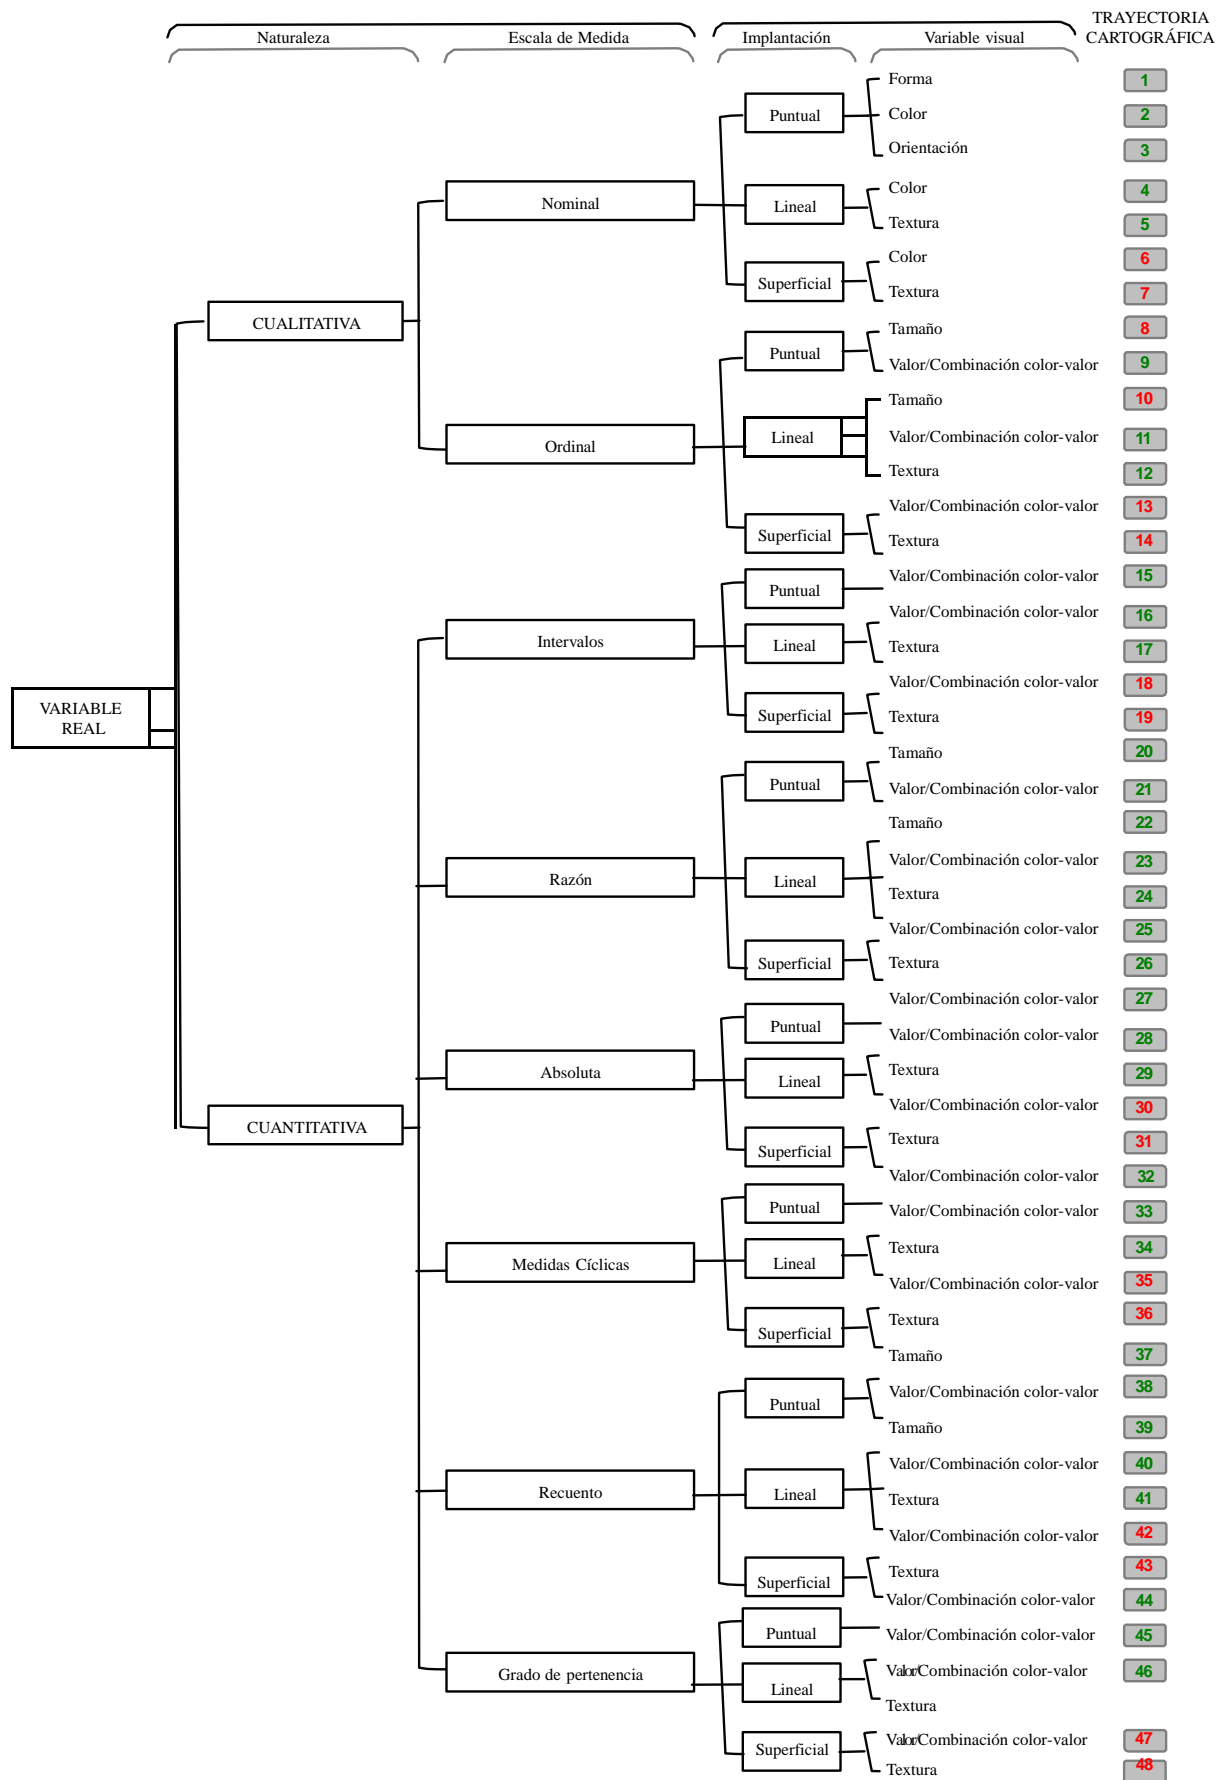 TRAYECTORIA
Naturaleza Escala de Medida Implantación Variable visual CARTOGRÁFICA
Forma 1
Puntual Color 2
Orientación 3
Color 4
Nominal Lineal
Textura 5
Color 6
Superficial
Textura 7
CUALITATIVA
Tamaño 8
Puntual
Valor/Combinación color-valor 9
Tamaño 10
Ordinal Lineal Valor/Combinación color-valor 11
Textura 12
Valor/Combinación color-valor 13
Superficial
Textura 14
Puntual Valor/Combinación color-valor 15
Valor/Combinación color-valor 16
Intervalos Lineal Textura 17
Valor/Combinación color-valor 18
VARIABLE
REAL
Superficial Textura 19
Tamaño 20
Puntual Valor/Combinación color-valor 21
Tamaño 22
Valor/Combinación color-valor 23
Razón Lineal
Textura 24
Valor/Combinación color-valor 25
Superficial Textura 26
Valor/Combinación color-valor 27
Puntual
Valor/Combinación color-valor 28
Absoluta Lineal Textura 29
Valor/Combinación color-valor 30
CUANTITATIVA
Superficial Textura 31
Valor/Combinación color-valor 32
Puntual Valor/Combinación color-valor 33
Textura 34
Medidas Cíclicas Lineal
Valor/Combinación color-valor 35
Textura 36
Superficial
Tamaño 37
Valor/Combinación color-valor 38
Puntual
Tamaño 39
Valor/Combinación color-valor 40
Recuento Lineal Textura 41
Valor/Combinación color-valor 42
Textura 43
Superficial
Valor/Combinación color-valor 44
Puntual Valor/Combinación color-valor 45
Grado de pertenencia Valor/Combinación color-valor 46
Lineal
Textura
Valor/Combinación color-valor 47
Superficial
Textura 48